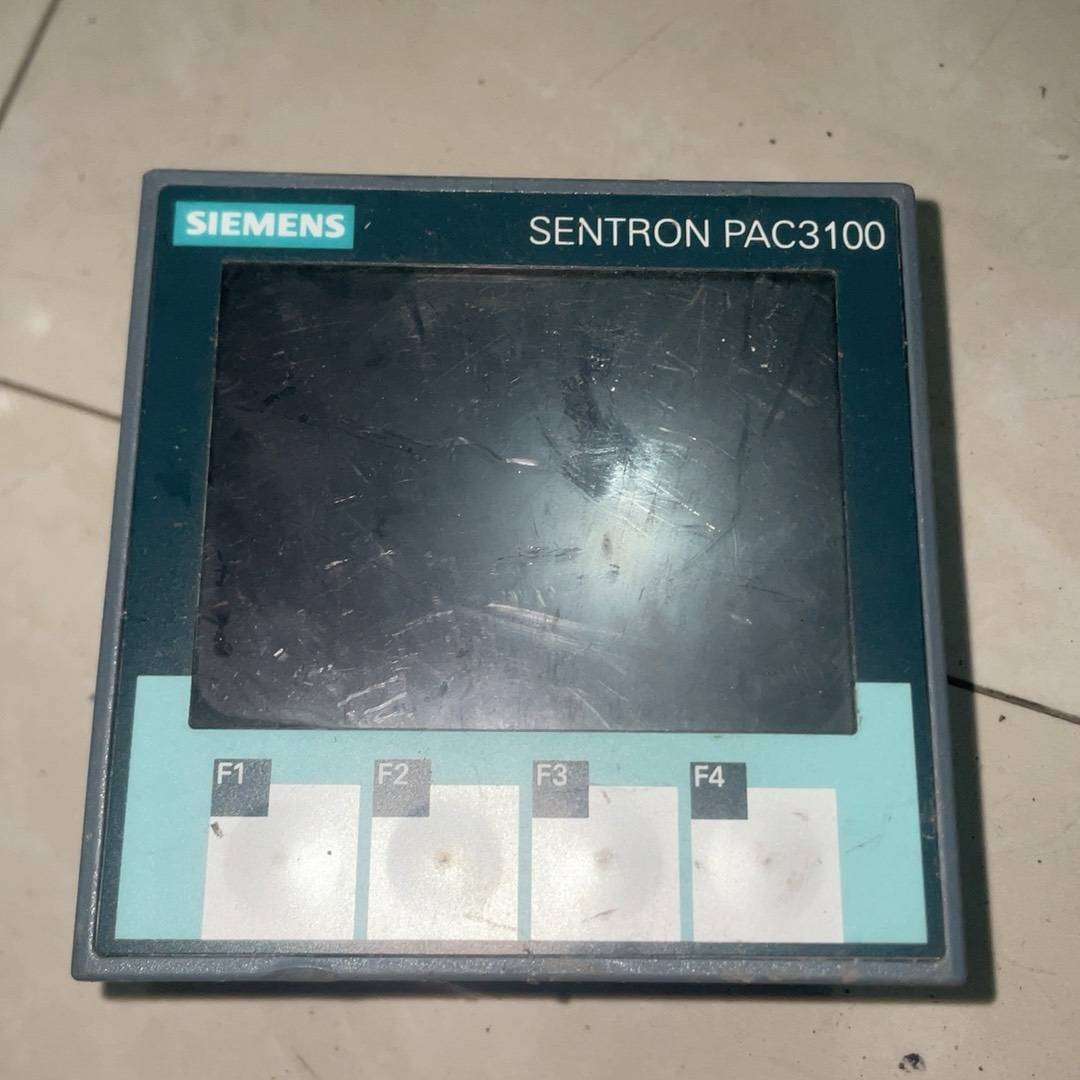 SIEMENS
SENTRON PAC3100
F1
F2
F3
F4